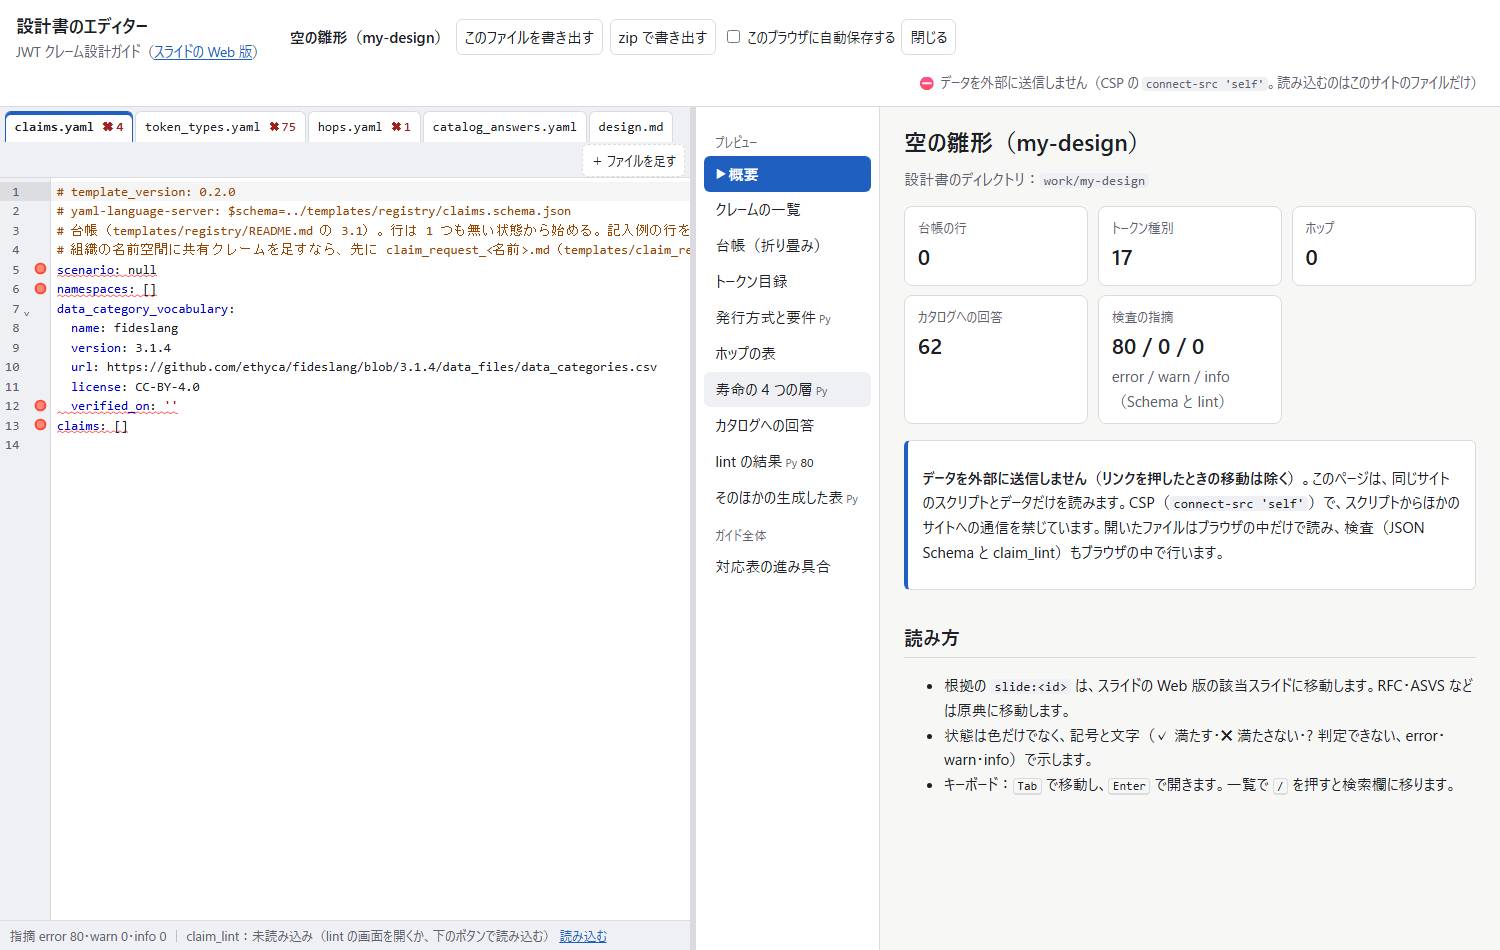 設計書のエディター
JWT クレーム設計ガイド（スライドの Web 版）
空の雛形（my-design）
このファイルを書き出す
zip で書き出す
このブラウザに自動保存する
閉じる
データを外部に送信しません（CSP の connect-src 'self'。読み込むのはこのサイトのファイルだけ）
claims.yaml ✖ 4
token_types.yaml ✖ 75
hops.yaml ✖ 1
catalog_answers.yaml
design.md
+ ファイルを足す
1 # template_version: 0.2.0
2 # yaml-language-server: $schema=../templates/registry/claims.schema.json
3 # 台帳（templates/registry/README.md の 3.1）。行は 1 つも無い状態から始める。記入例の行を
4 # 組織の名前空間に共有クレームを足すなら、先に claim_request_<名前>.md（templates/claim_re
5 scenario: null
6 namespaces: []
7 data_category_vocabulary:
8 name: fideslang
9 version: 3.1.4
10 url: https://github.com/ethyca/fideslang/blob/3.1.4/data_files/data_categories.csv
11 license: CC-BY-4.0
12 verified_on: ''
13 claims: []
14
指摘 error 80・warn 0・info 0
claim_lint：未読み込み（lint の画面を開くか、下のボタンで読み込む） 読み込む
プレビュー
▶概要
クレームの一覧
台帳（折り畳み）
トークン目録
発行方式と要件 Py
ホップの表
寿命の 4 つの層 Py
カタログへの回答
lint の結果 Py 80
そのほかの生成した表 Py
ガイド全体
対応表の進み具合
空の雛形（my-design）
設計書のディレクトリ： work/my-design
台帳の行
0
トークン種別
17
ホップ
0
カタログへの回答
62
検査の指摘
80 / 0 / 0
error / warn / info
（Schema と lint）
データを外部に送信しません（リンクを押したときの移動は除く）。このページは、同じサイト
のスクリプトとデータだけを読みます。CSP（ connect-src 'self' ）で、スクリプトからほかの
サイトへの通信を禁じています。開いたファイルはブラウザの中だけで読み、検査（JSON
Schema と claim_lint）もブラウザの中で行います。
読み方
• 根拠の slide:<id> は、スライドの Web 版の該当スライドに移動します。RFC・ASVS など
は原典に移動します。
• 状態は色だけでなく、記号と文字（✓ 満たす・✖ 満たさない・? 判定できない、error・
warn・info）で示します。
• キーボード： Tab で移動し、 Enter で開きます。一覧で / を押すと検索欄に移ります。